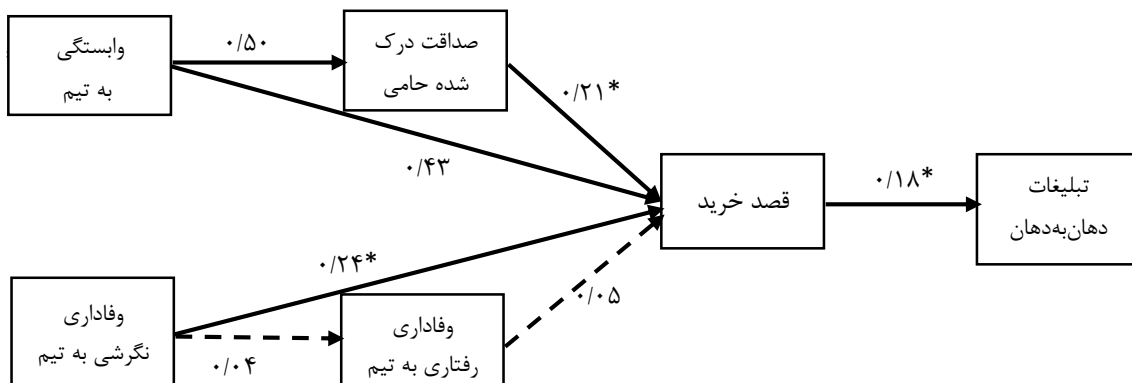 وابستگی
به تیم
۰/۵۰
صداقت درک
شده حامی
۰/۲۱*
۰/۴۳
قصد خرید
۰/۱۸*
تبلیغات
دهان‌به‌دهان
۰/۲۴*
وفاداری
نگرشی به تیم
۰/۰۴
وفاداری
رفتاری به تیم
۰/۰۵